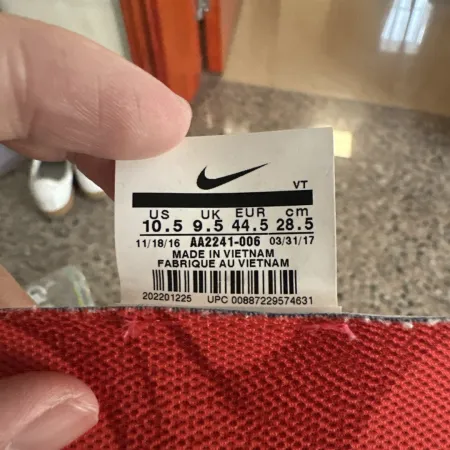 VT
US UK EUR cm
10.5 9.5 44.5 28.5
11/18/16 AA2241-006 03/31/17
MADE IN VIETNAM
FABRIQUE AU VIETNAM
202201225 UPC 00887229574631